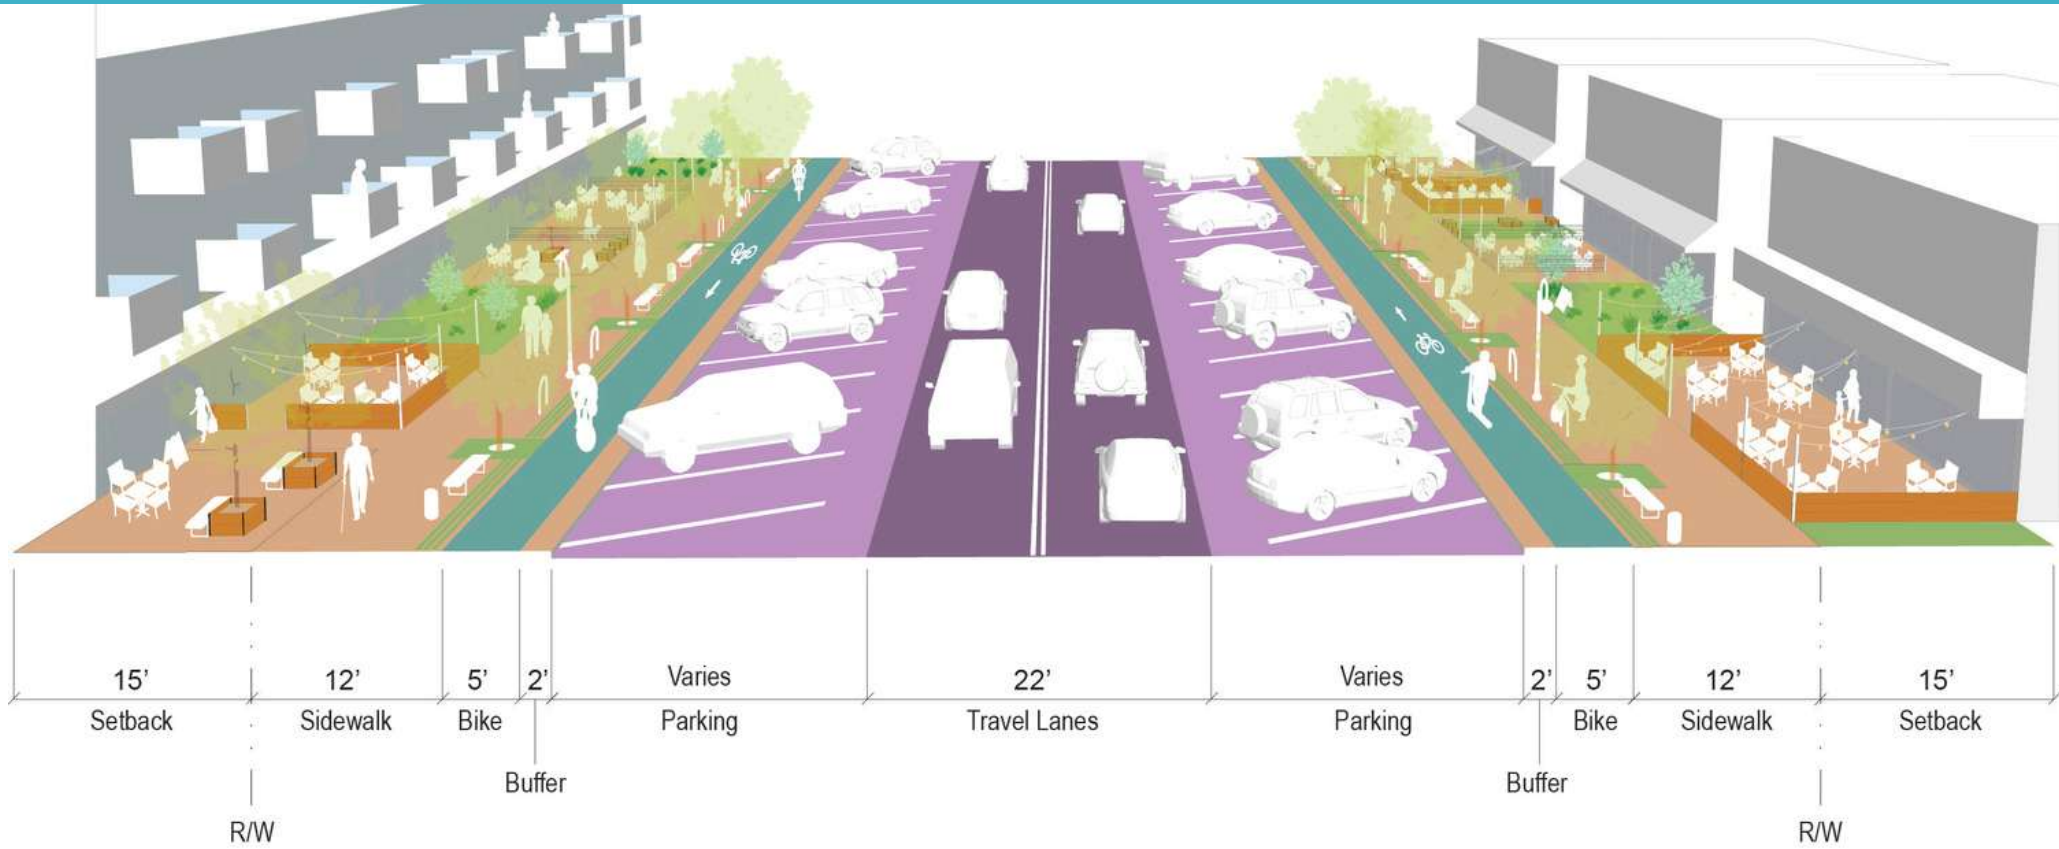 15’ 12’ 5’ 2’ Varies 22’ Varies 2’ 5’ 12’ 15’
Setback Sidewalk Bike Parking Travel Lanes Parking Bike Sidewalk Setback
Buffer Buffer
R/W R/W